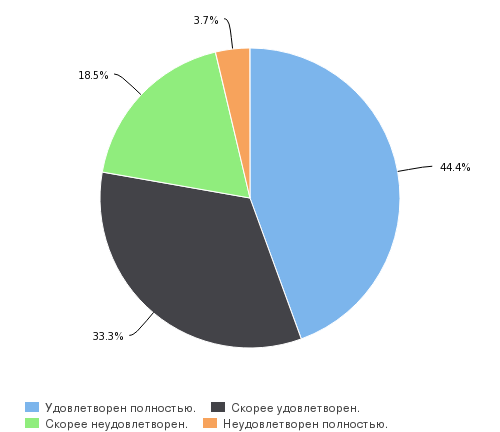 3.7%
18.5%
44.4%
33.3%
Удовлетворен полностью. Скорее удовлетворен.
Скорее неудовлетворен. Неудовлетворен полностью.